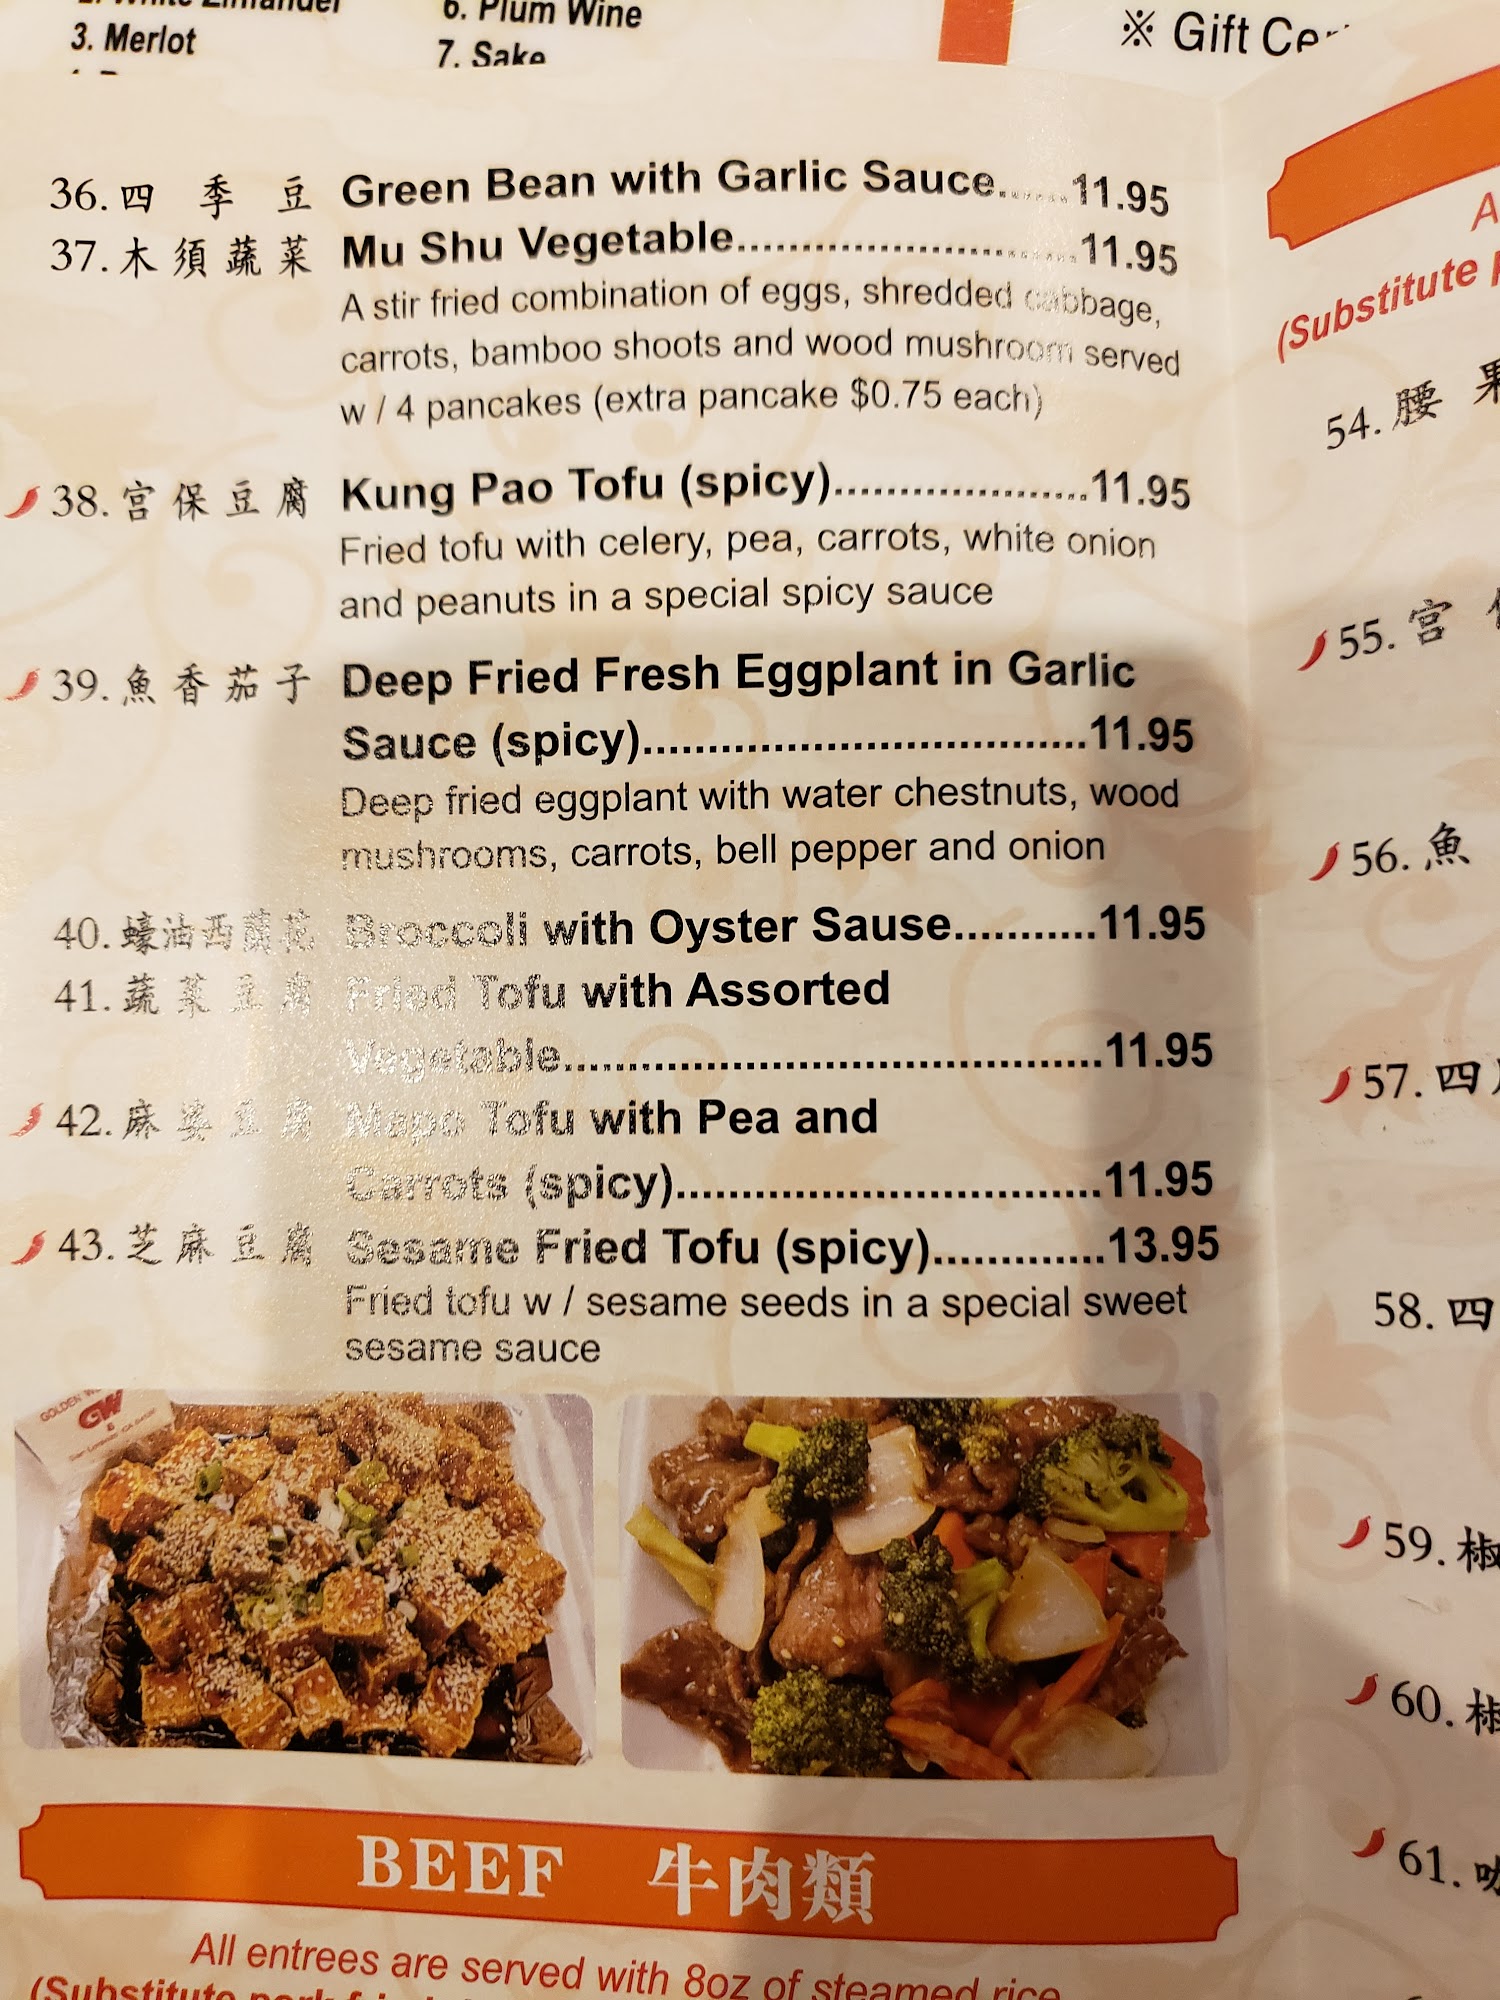 3. Merlot
6. Plum Wine
7. Sake
※ Gift
36. 四季豆 Green Bean with Garlic Sauce......11.95
37. 木須蔬菜 Mu Shu Vegetable..........................11.95
A stir fried combination of eggs, shredded cabbage,
carrots, bamboo shoots and wood mushroom served
w / 4 pancakes (extra pancake $0.75 each)
38. 宮保豆腐 Kung Pao Tofu (spicy)....................11.95
Fried tofu with celery, pea, carrots, white onion
and peanuts in a special spicy sauce
39. 魚香茄子 Deep Fried Fresh Eggplant in Garlic
Sauce (spicy)..................................11.95
Deep fried eggplant with water chestnuts, wood
mushrooms, carrots, bell pepper and onion
40. 蠔油西蘭花 Broccoli with Oyster Sause...........11.95
41. 蔬菜豆腐 Fried Tofu with Assorted
Vegetable.........................................11.95
42. 麻婆豆腐 Mapo Tofu with Pea and
Carrots (spicy).................................11.95
43. 芝麻豆腐 Sesame Fried Tofu (spicy).............13.95
Fried tofu w / sesame seeds in a special sweet
sesame sauce
GOLDEN
GW
BEEF 牛肉類
All entrees are served with 8oz of steamed rice
(Substitute
(Substitute
54. 腰果
55. 宮
56. 魚
57. 四
58. 四
59. 椒
60. 椒
61. 咖